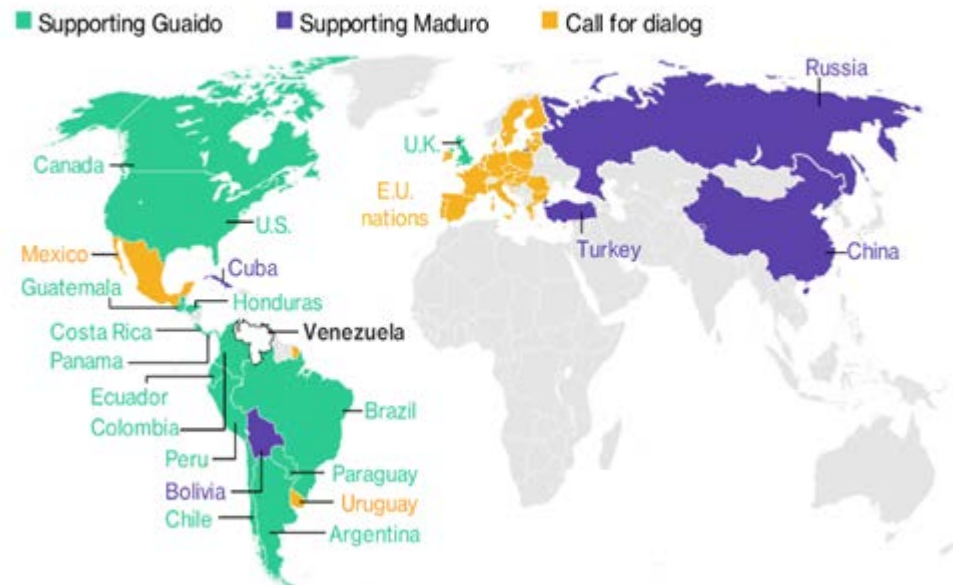 Supporting Guaido
Supporting Maduro
Call for dialog
Russia
U.K.
Canada
E.U.
nations
U.S.
Mexico
Turkey
China
Cuba
Guatemala
Honduras
Costa Rica
Venezuela
Panama
Ecuador
Brazil
Colombia
Peru
Paraguay
Bolivia
Uruguay
Chile
Argentina